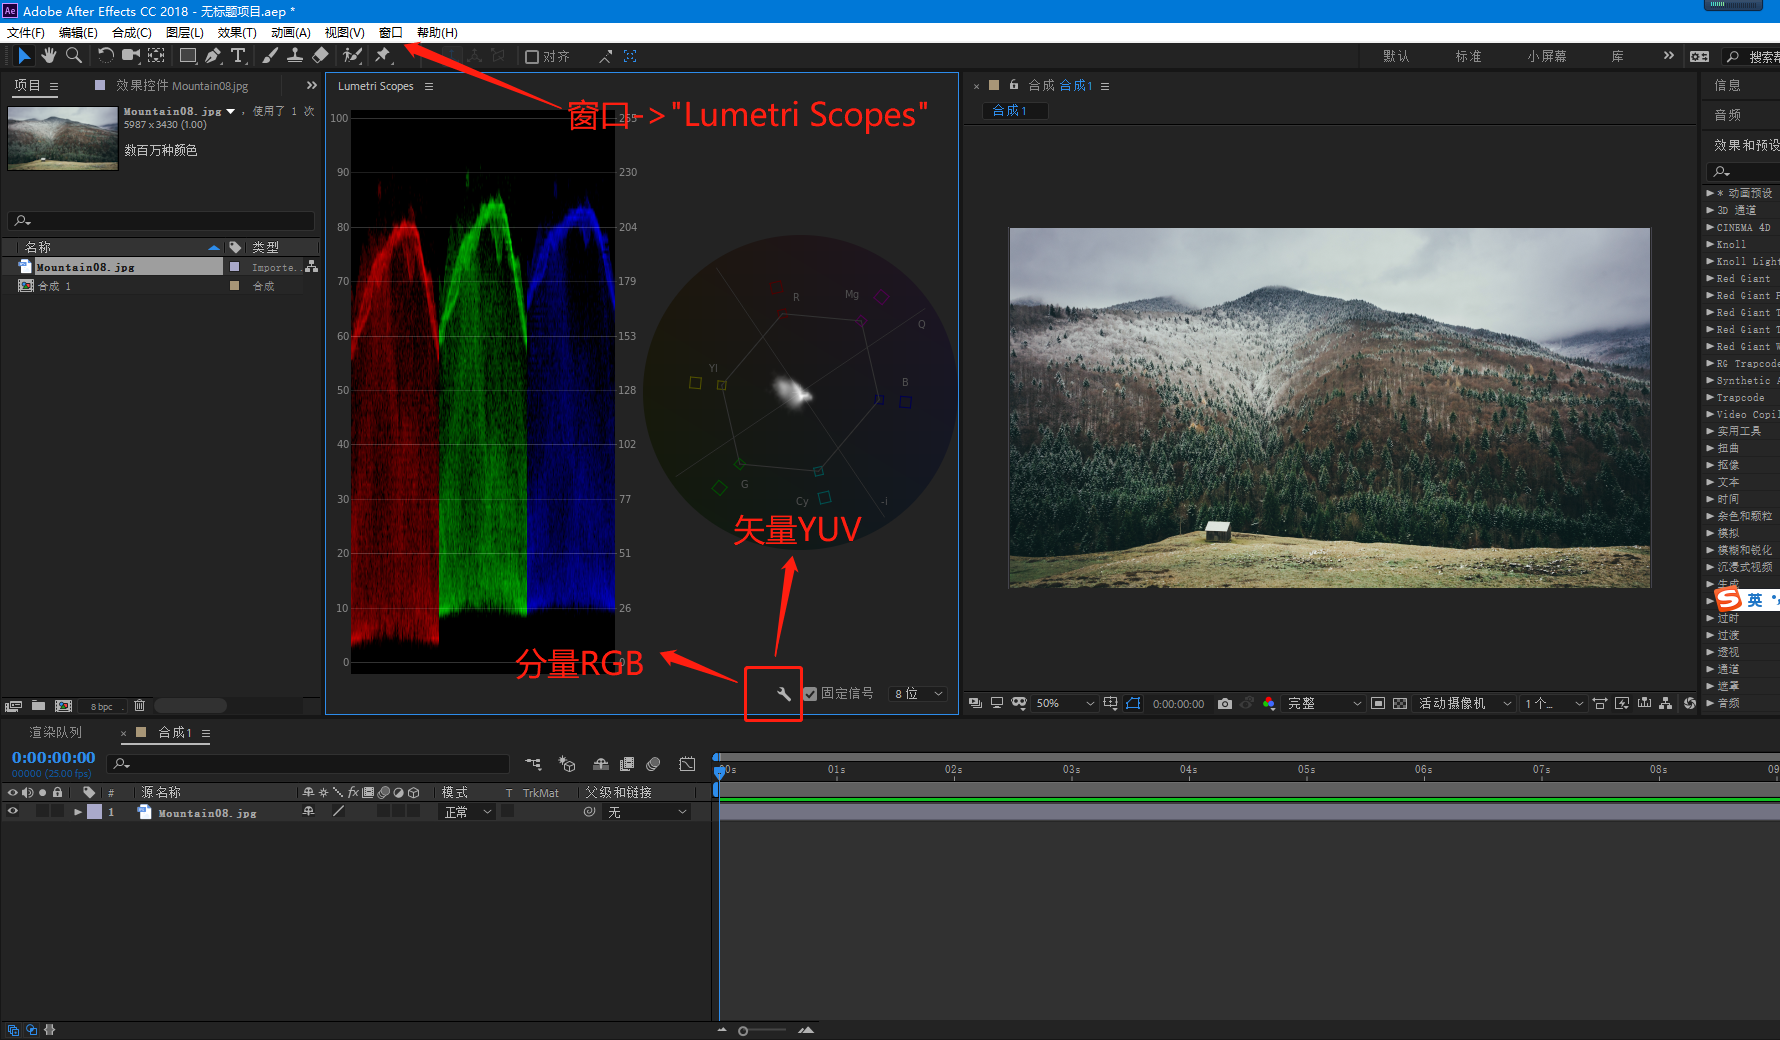 Ae Adobe After Effects CC 2018 - 无标题项目.aep *
文件(F) 编辑(E) 合成(C) 图层(L) 效果(T) 动画(A) 视图(V) 窗口 帮助(H)
对齐
默认 标准 小屏幕 库 » 搜索帮
项目 ≡
效果控件 Mountain08.jpg »
Mountain08.jpg ▼ , 使用了 1 次
5987 x 3430 (1.00)
数百万种颜色
名称 类型
Mountain08.jpg Importe..
合成 1 合成
8 bpc
Lumetri Scopes ≡
窗口->"Lumetri Scopes"
100 255
90 230
80 204
70 179
60 153
50 128
40 102
30 77
20 51
10 26
0 0
R Mg Q
Yl B
G Cy -i
矢量YUV
分量RGB
固定信号 8 位
× 合成 合成1 ≡
合成1
50% 0:00:00:00 完整 活动摄像机 1 个...
信息
音频
效果和预设
* 动画预设
3D 通道
CINEMA 4D
Knoll
Knoll Light
Red Giant
Red Giant
Red Giant T
Red Giant T
Red Giant
RG Trapcode
Synthetic A
Trapcode
Video Copil
实用工具
扭曲
抠像
文本
时间
杂色和颗粒
模拟
模糊和锐化
沉浸式视频
生成
S 英
过时
过渡
透视
通道
遮罩
音频
渲染队列 × 合成1 ≡
0:00:00:00
00000 (25.00 fps)
# 源名称 fx 模式 T TrkMat 父级和链接
1 Mountain08.jpg 正常 无
00s 01s 02s 03s 04s 05s 06s 07s 08s 09